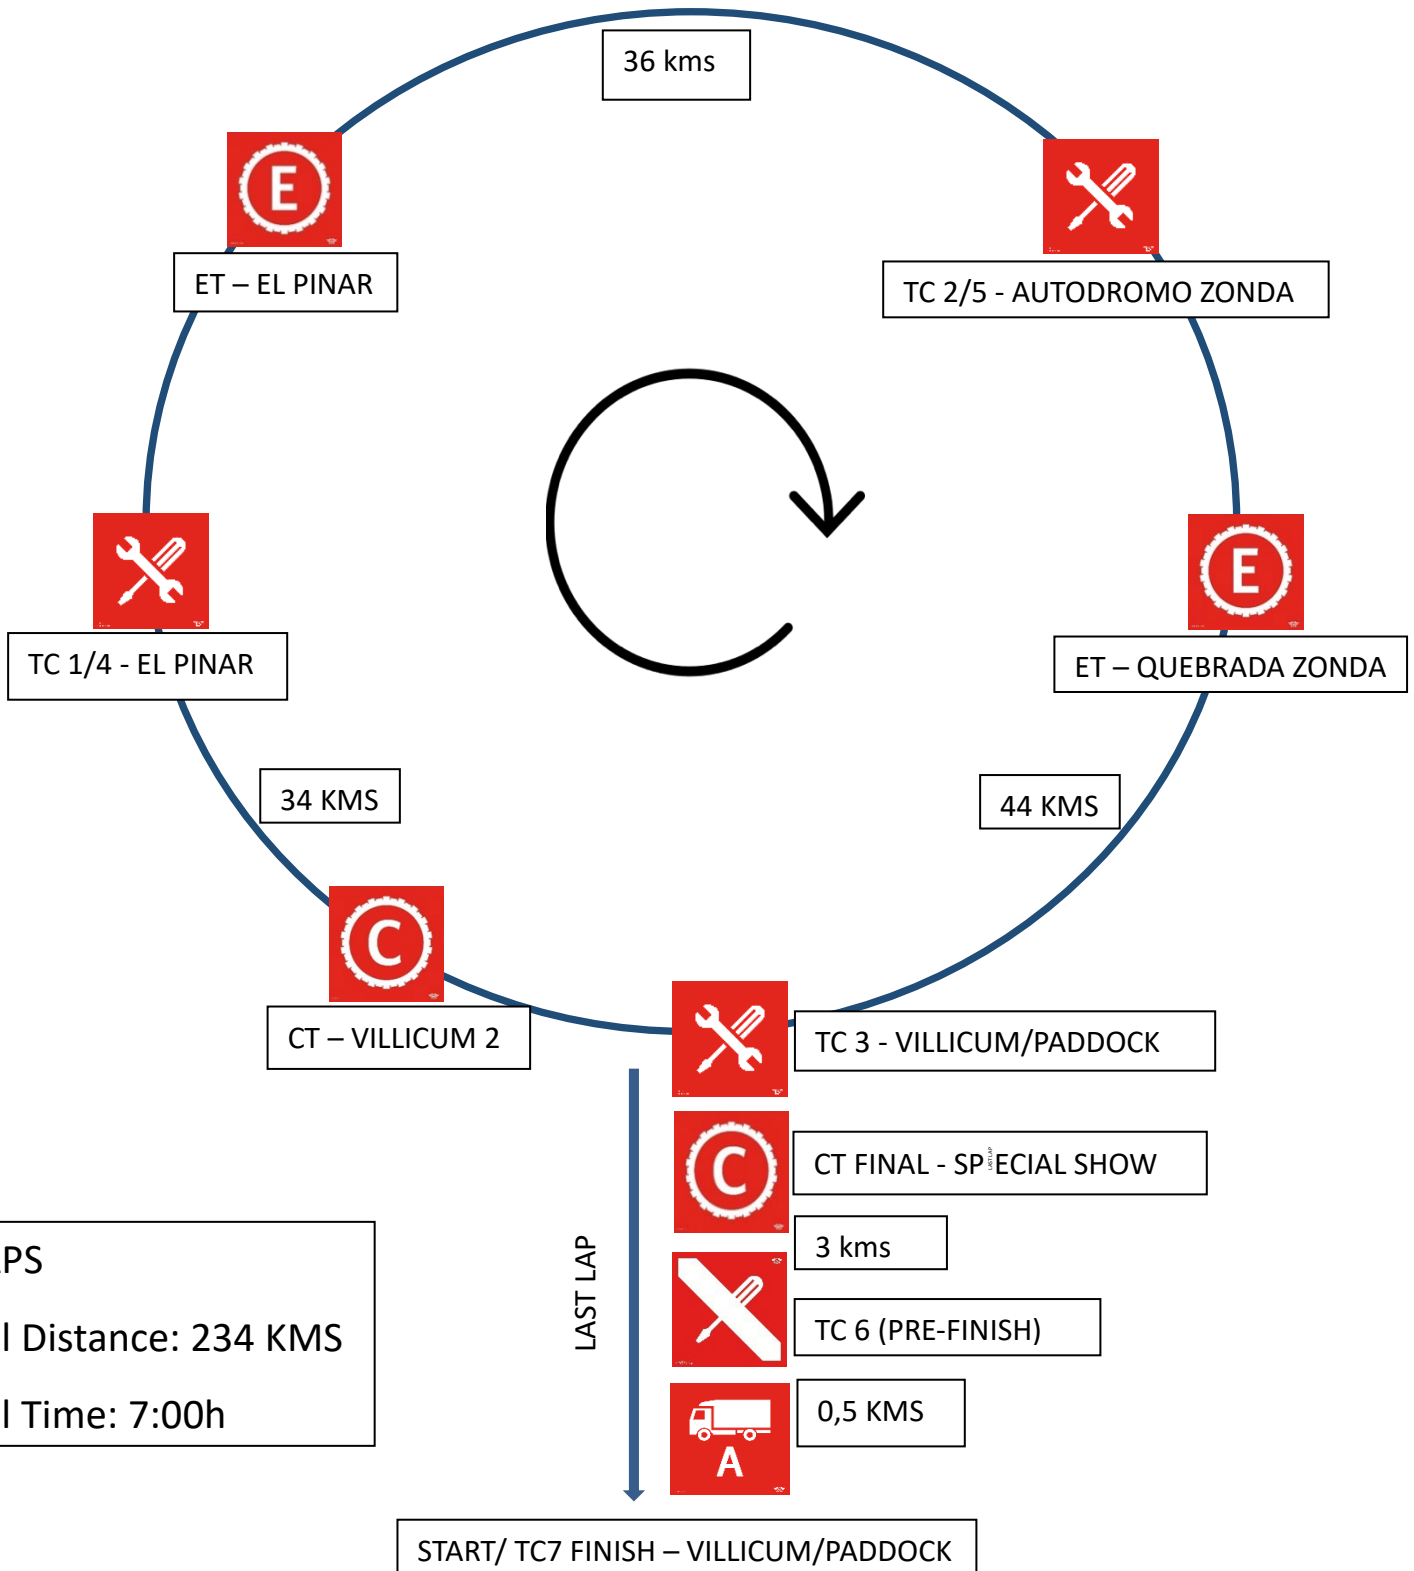 36 kms
E
ET – EL PINAR
TC 2/5 - AUTODROMO ZONDA
E
TC 1/4 - EL PINAR
ET – QUEBRADA ZONDA
34 KMS
44 KMS
C
CT – VILLICUM 2
TC 3 - VILLICUM/PADDOCK
C
CT FINAL - SPECIAL SHOW
LAST LAP
3 kms
LAST LAP
TC 6 (PRE-FINISH)
0,5 KMS
A
PS
l Distance: 234 KMS
l Time: 7:00h
START/ TC7 FINISH – VILLICUM/PADDOCK